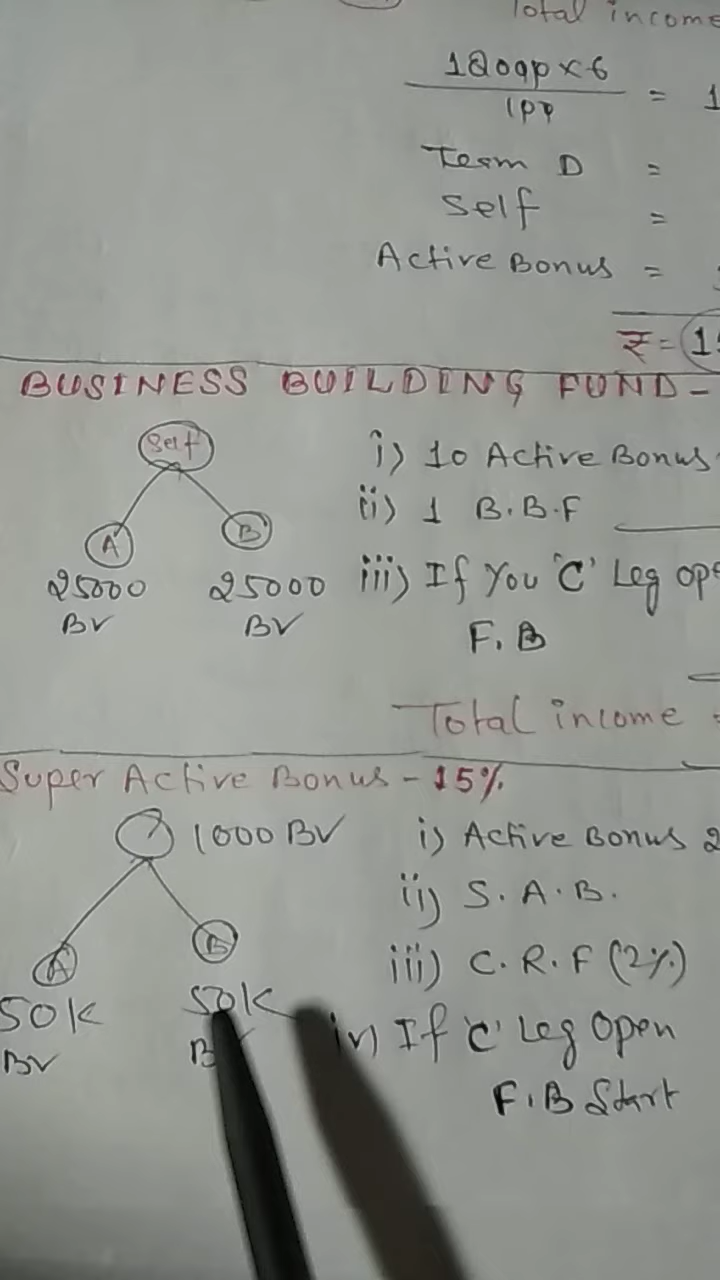 Total income
120qp x 6
1pp
= 1
Team D =
Self =
Active Bonus =
₹ = 1
BUSINESS BUILDING FUND-
Self
i) 10 Active Bonus
A B
ii) 1 B.B.F
25000 25000
BV BV
iii) If You 'C' Leg ope
F.B
Total income
Super Active Bonus - 15%
1000 BV
i) Active Bonus 2
ii) S.A.B.
A B
iii) C.R.F (2%)
50K 50K
BV B
iv) If 'C' Leg Open
F.B Start